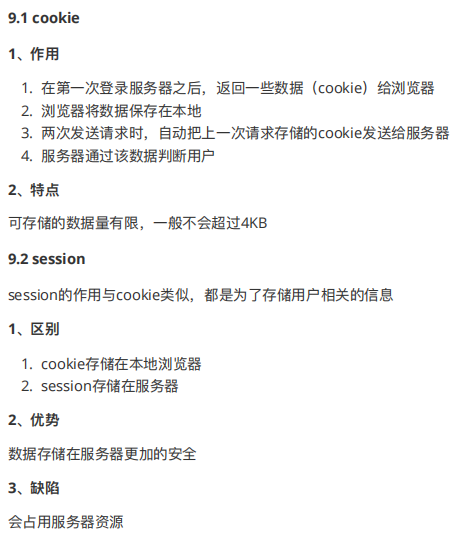 9.1 cookie
1、作用
1. 在第一次登录服务器之后，返回一些数据（cookie）给浏览器
2. 浏览器将数据保存在本地
3. 两次发送请求时，自动把上一次请求存储的cookie发送给服务器
4. 服务器通过该数据判断用户
2、特点
可存储的数据量有限，一般不会超过4KB
9.2 session
session的作用与cookie类似，都是为了存储用户相关的信息
1、区别
1. cookie存储在本地浏览器
2. session存储在服务器
2、优势
数据存储在服务器更加的安全
3、缺陷
会占用服务器资源